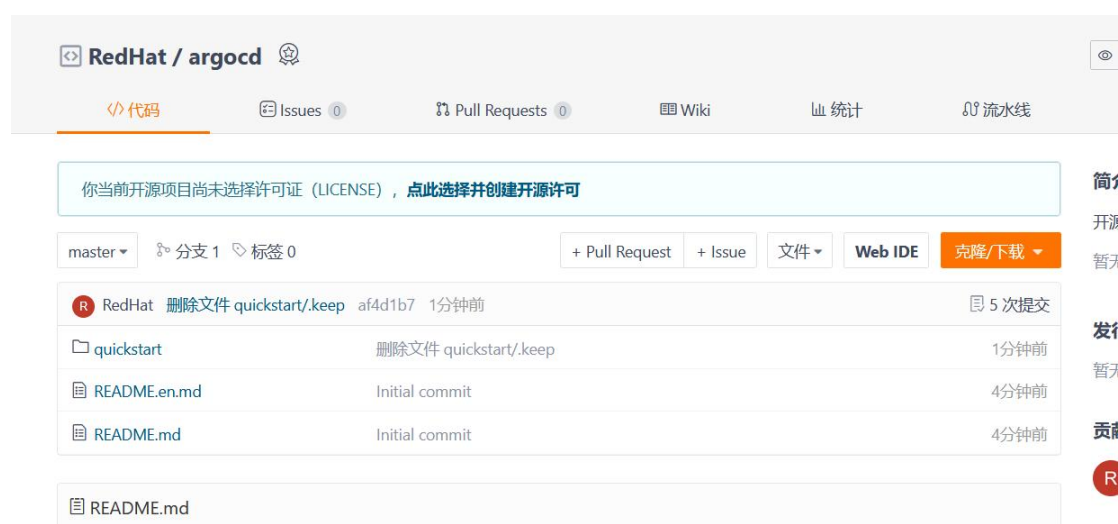 RedHat / argocd
代码 Issues 0 Pull Requests 0 Wiki 统计 流水线
你当前开源项目尚未选择许可证（LICENSE），点此选择并创建开源许可
master 分支 1 标签 0 + Pull Request + Issue 文件 Web IDE 克隆/下载
R RedHat 删除文件 quickstart/.keep af4d1b7 1分钟前 5 次提交
quickstart 删除文件 quickstart/.keep 1分钟前
README.en.md Initial commit 4分钟前
README.md Initial commit 4分钟前
README.md
R